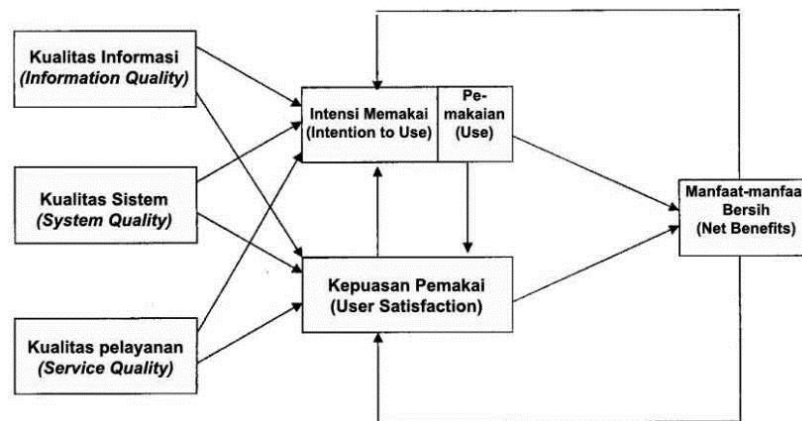 Kualitas Informasi
(Information Quality)
Intensi Memakai
(Intention to Use)
Pe-
makaian
(Use)
Kualitas Sistem
(System Quality)
Manfaat-manfaa
Bersih
(Net Benefits)
Kepuasan Pemakai
(User Satisfaction)
Kualitas pelayanan
(Service Quality)